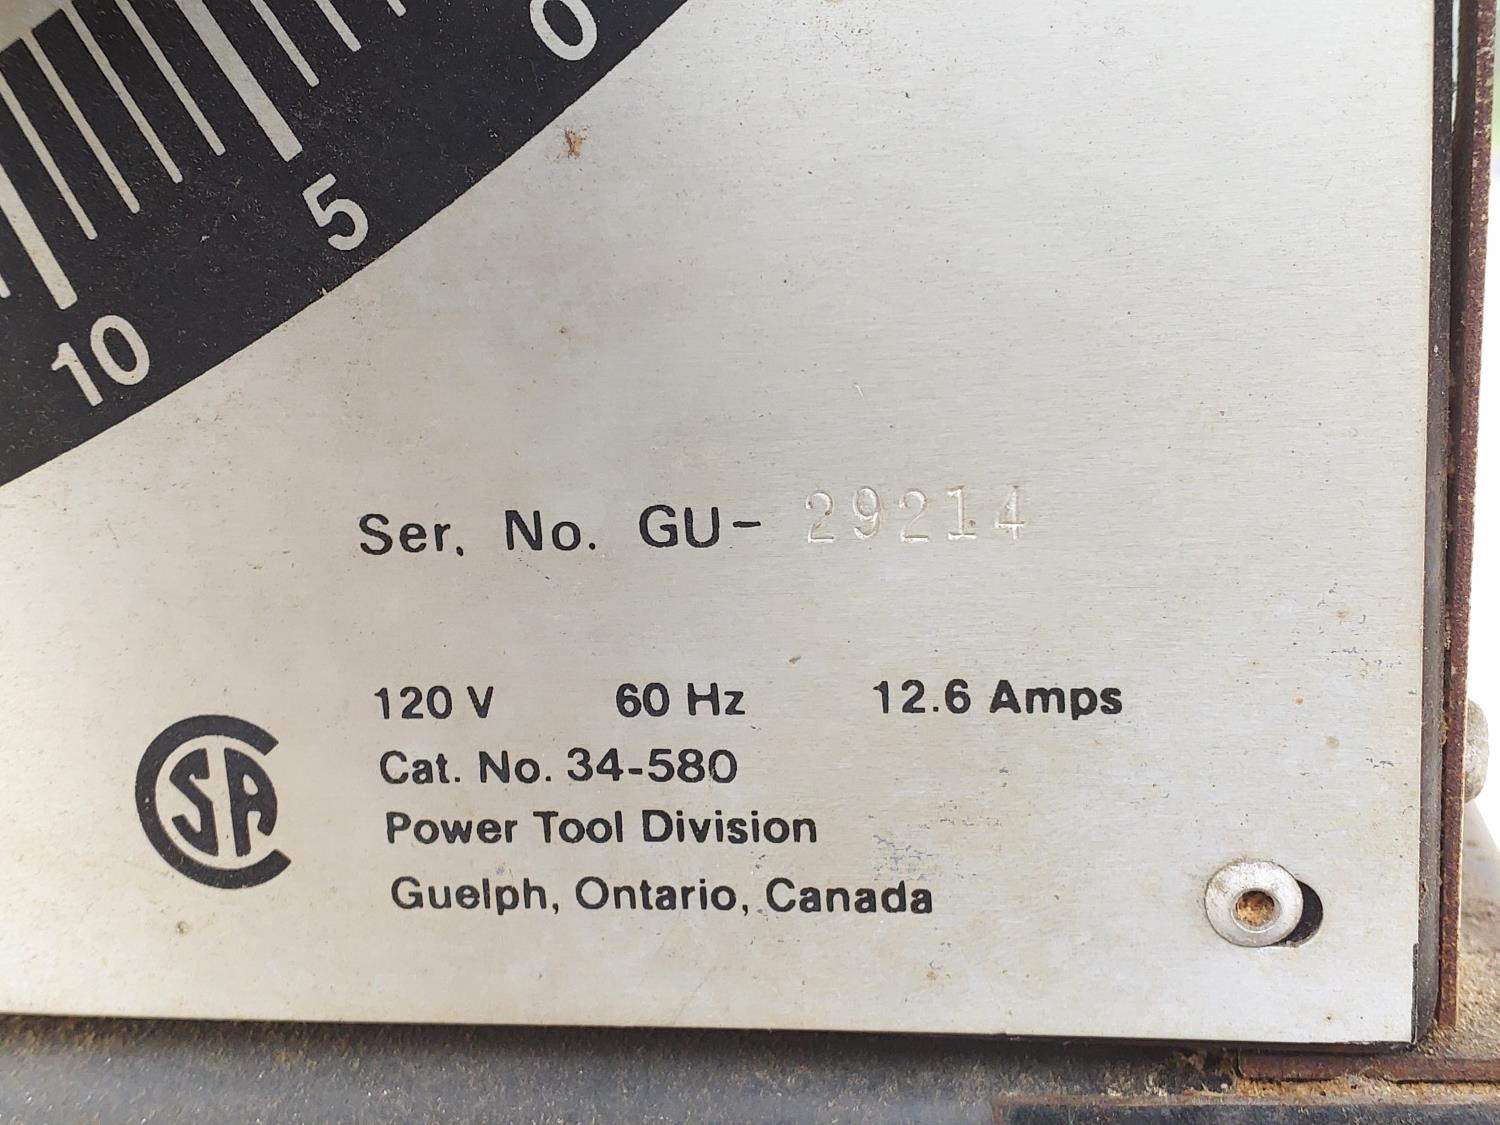 0
5
10
Ser. No. GU- 29214
120 V 60 Hz 12.6 Amps
Cat. No. 34-580
Power Tool Division
Guelph, Ontario, Canada
CSA